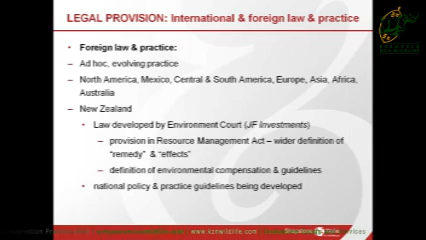 LEGAL PROVISION: International & foreign law & practice
• Foreign law & practice:
– Ad hoc, evolving practice
– North America, Mexico, Central & South America, Europe, Asia, Africa,
Australia
– New Zealand
• Law developed by Environment Court (JF Investments)
– provision in Resource Management Act – wider definition of
"remedy" & "effects"
– definition of environmental compensation & guidelines
• national policy & practice guidelines being developed
www.kznwildlife.com